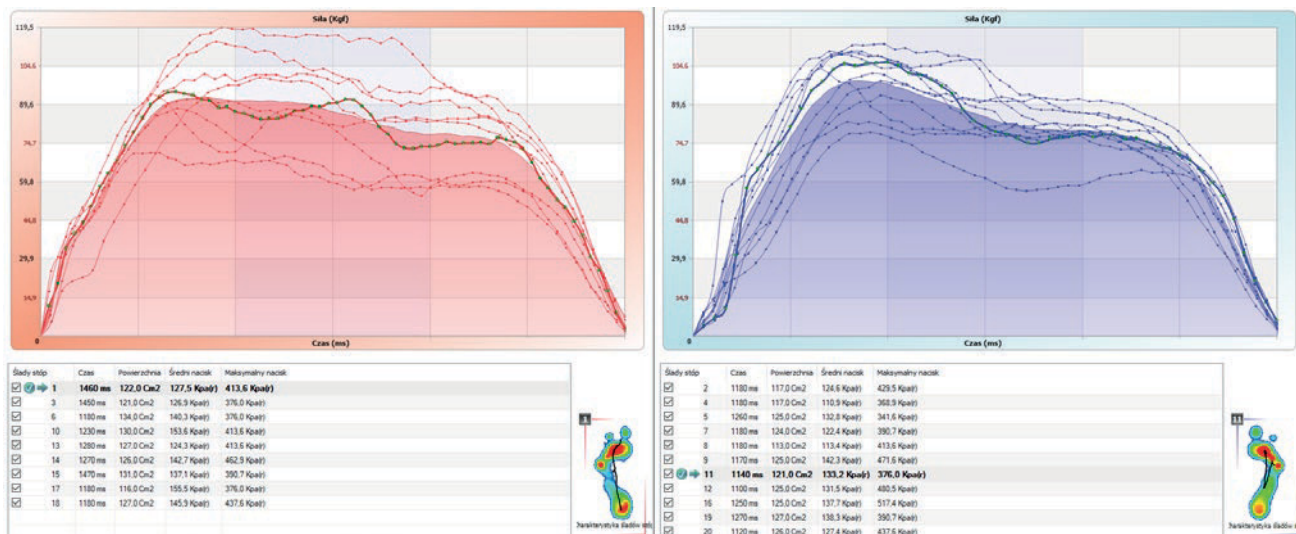 Siła (Kgf)
119,5
104,6
89,6
76,7
59,8
44,8
29,9
14,9
0
Czas (ms)
Ślady stóp Czas Powierzchnia Średni nacisk Maksymalny nacisk
1 1460 ms 122,0 Cm2 127,5 Kpa(r) 413,6 Kpa(r)
3 1450 ms 121,0 Cm2 126,9 Kpa(r) 376,0 Kpa(r)
6 1180 ms 134,0 Cm2 140,3 Kpa(r) 376,0 Kpa(r)
10 1230 ms 130,0 Cm2 153,6 Kpa(r) 413,6 Kpa(r)
13 1280 ms 127,0 Cm2 124,3 Kpa(r) 413,6 Kpa(r)
14 1270 ms 126,0 Cm2 142,7 Kpa(r) 462,9 Kpa(r)
15 1470 ms 131,0 Cm2 137,1 Kpa(r) 390,7 Kpa(r)
17 1180 ms 116,0 Cm2 155,5 Kpa(r) 376,0 Kpa(r)
18 1180 ms 127,0 Cm2 145,9 Kpa(r) 437,6 Kpa(r)
1
Siła (Kgf)
119,5
104,6
89,6
76,7
59,8
44,8
29,9
14,9
0
Czas (ms)
Ślady stóp Czas Powierzchnia Średni nacisk Maksymalny nacisk
2 1180 ms 117,0 Cm2 124,6 Kpa(r) 429,5 Kpa(r)
4 1180 ms 117,0 Cm2 110,9 Kpa(r) 368,9 Kpa(r)
5 1260 ms 125,0 Cm2 132,8 Kpa(r) 341,6 Kpa(r)
7 1180 ms 124,0 Cm2 122,4 Kpa(r) 390,7 Kpa(r)
8 1180 ms 113,0 Cm2 113,4 Kpa(r) 413,6 Kpa(r)
9 1170 ms 125,0 Cm2 142,3 Kpa(r) 471,6 Kpa(r)
11 1140 ms 121,0 Cm2 133,2 Kpa(r) 376,0 Kpa(r)
12 1100 ms 125,0 Cm2 131,5 Kpa(r) 480,5 Kpa(r)
16 1250 ms 125,0 Cm2 137,7 Kpa(r) 517,4 Kpa(r)
19 1270 ms 127,0 Cm2 138,3 Kpa(r) 390,7 Kpa(r)
20 1120 ms 126,0 Cm2 127,4 Kpa(r) 437,6 Kpa(r)
11